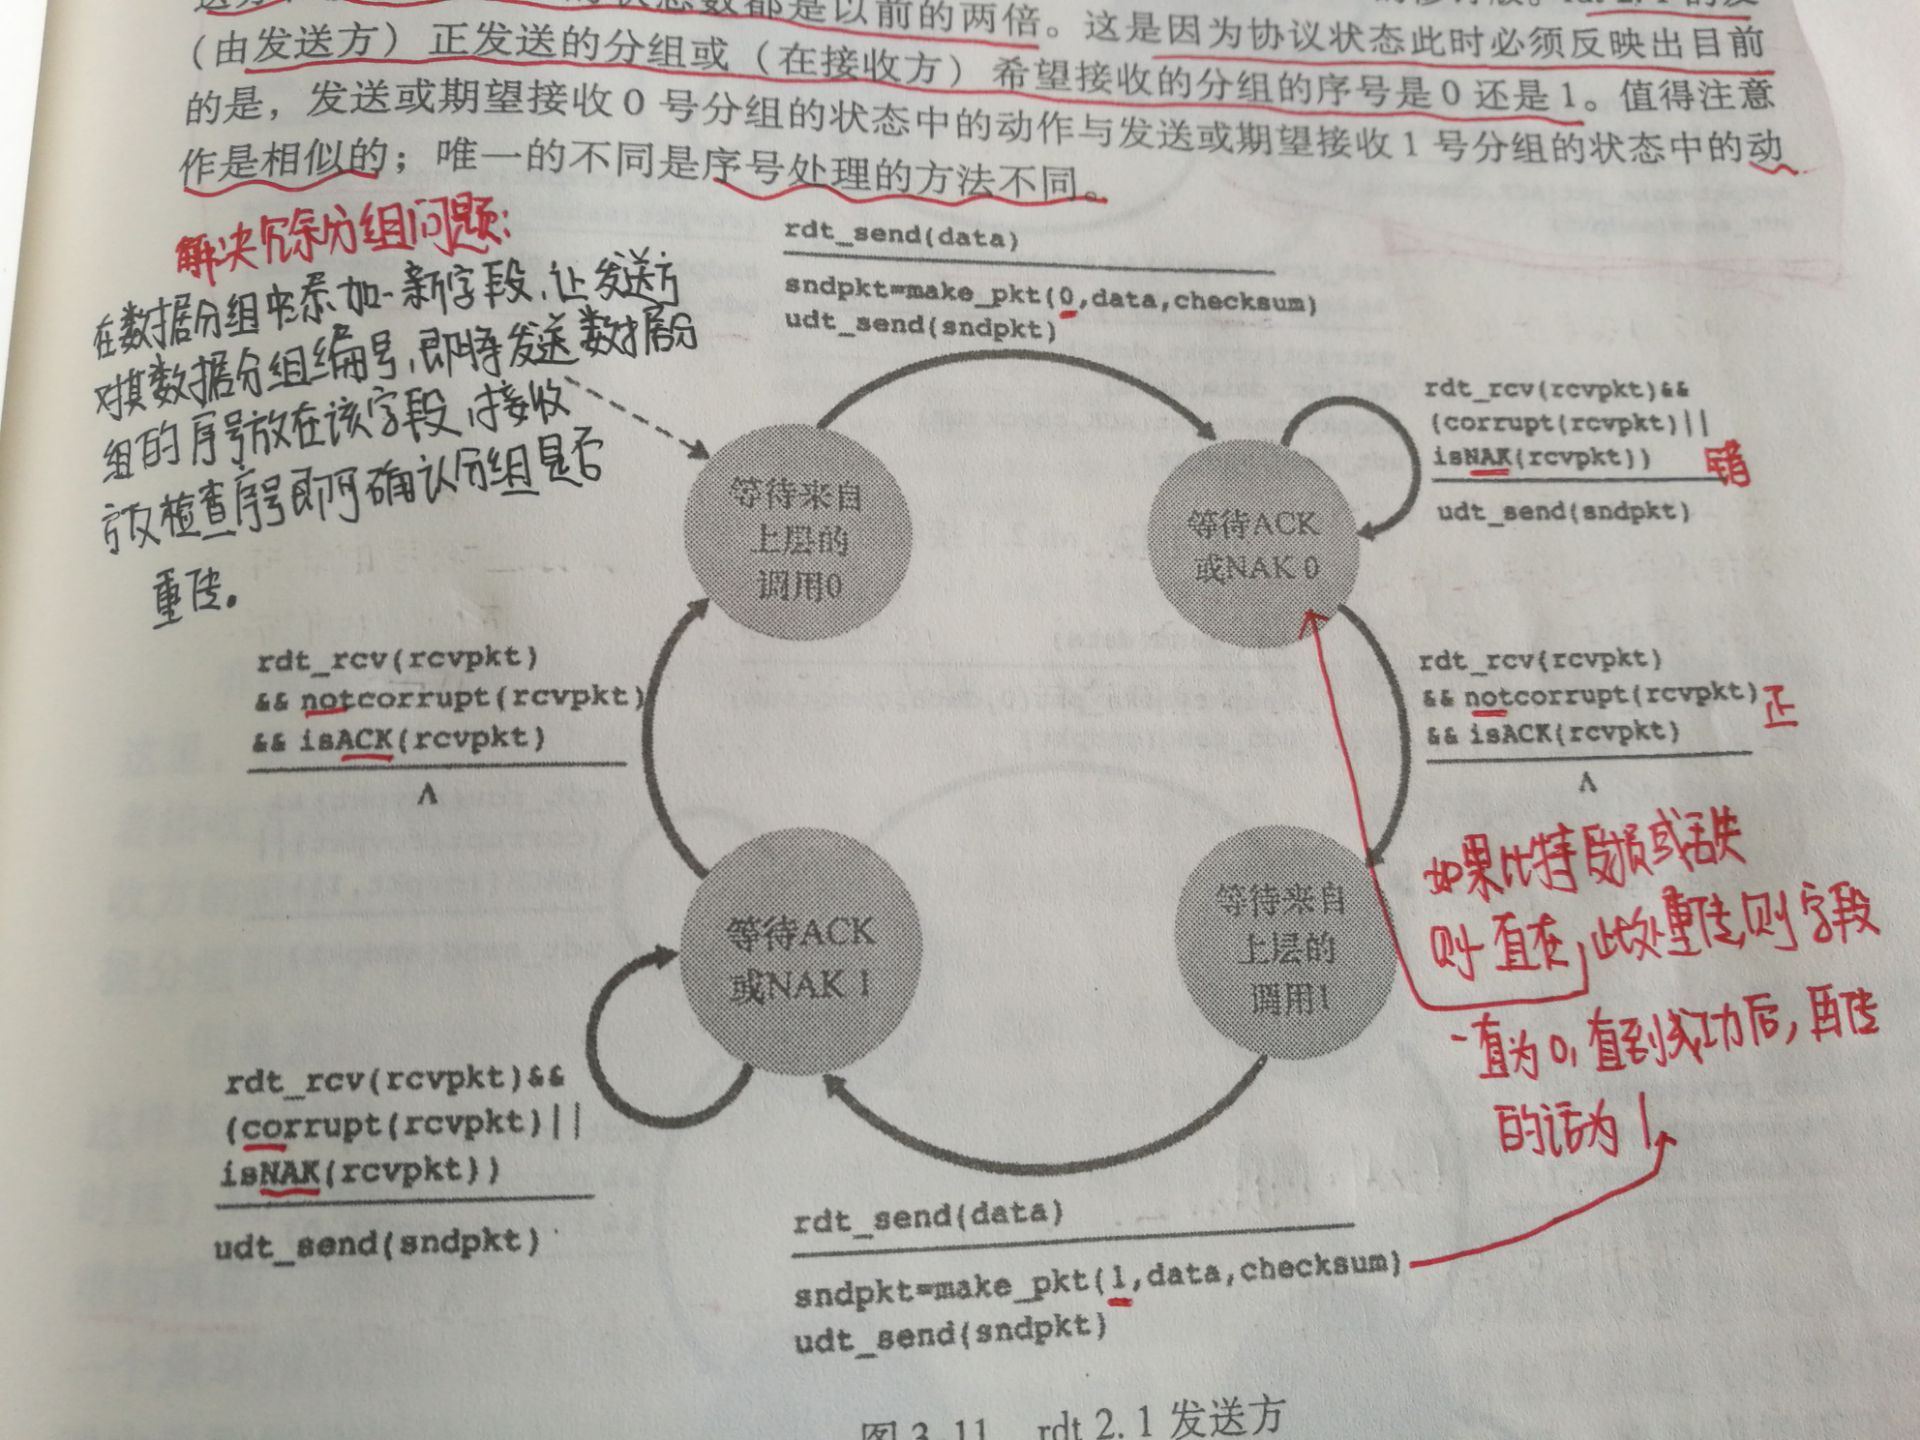 的状态数都是以前的两倍。这是因为协议状态此时必须反映出目前
(由发送方)正发送的分组或(在接收方)希望接收的分组的序号是0还是1。值得注意
的是,发送或期望接收0号分组的状态中的动作与发送或期望接收1号分组的状态中的动
作是相似的;唯一的不同是序号处理的方法不同。
解决冗余分组问题:
在数据分组中添加一新字段,让发送方
对其数据分组编号,即将发送数据分
组的序号放在该字段,接收
方检查序号即可确认分组是否
重传。
rdt_send(data)
sndpkt=make_pkt(0,data,checksum)
udt_send(sndpkt)
等待来自
上层的
调用0
等待ACK
或NAK 0
rdt_rcv(rcvpkt)&&
(corrupt(rcvpkt)||
isNAK(rcvpkt))
错
udt_send(sndpkt)
rdt_rcv(rcvpkt)
&& notcorrupt(rcvpkt)
&& isACK(rcvpkt)
Λ
rdt_rcv(rcvpkt)
&& notcorrupt(rcvpkt)
正
&& isACK(rcvpkt)
Λ
等待ACK
或NAK 1
等待来自
上层的
调用1
如果比特受损或丢失
则一直在此处重传,则字段
一直为0,直到成功后,再传
的话为1
rdt_rcv(rcvpkt)&&
(corrupt(rcvpkt)||
isNAK(rcvpkt))
udt_send(sndpkt)
rdt_send(data)
sndpkt=make_pkt(1,data,checksum)
udt_send(sndpkt)
图3.11 rdt 2.1发送方